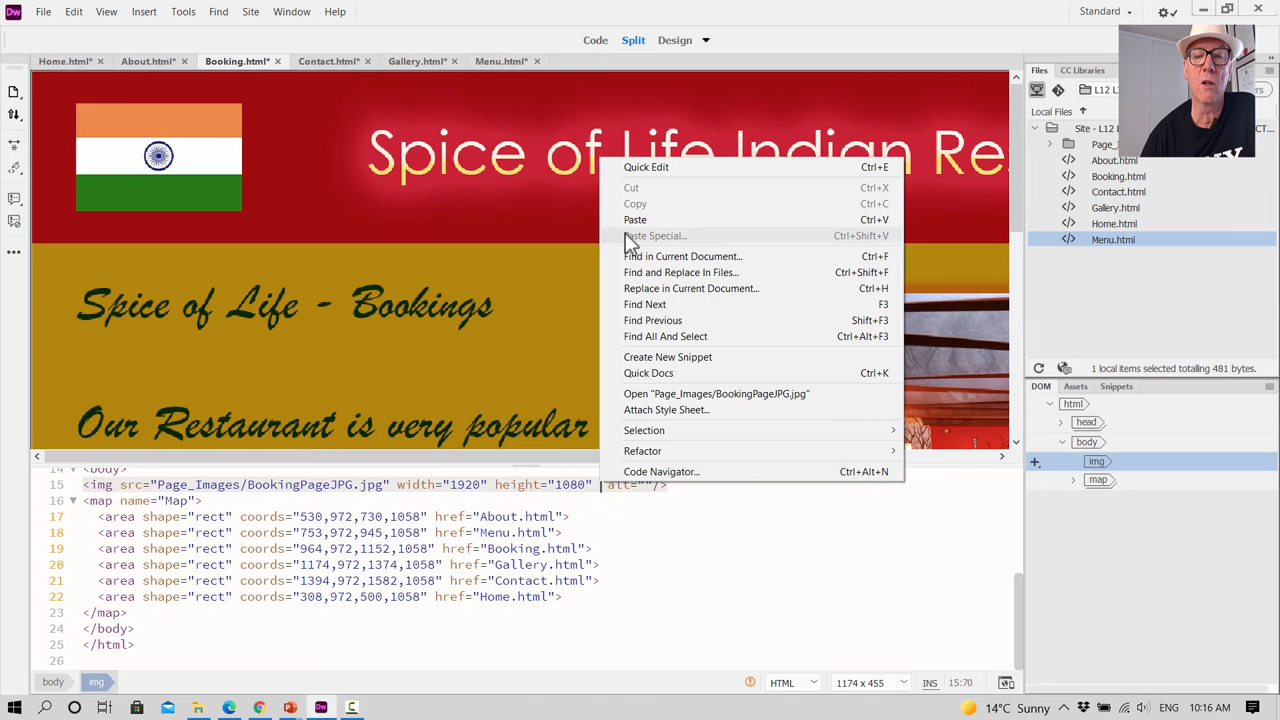 Dw File Edit View Insert Tools Find Site Window Help Standard
Code Split Design
Home.html* About.html* Booking.html* Contact.html* Gallery.html* Menu.html*
Files CC Libraries
L12 L
Local Files
Site - L12 L
Page_I
About.html
Booking.html
Contact.html
Gallery.html
Home.html
Menu.html
1 local items selected totalling 481 bytes.
DOM Assets Snippets
html
head
body
img
map
Spice of Life Indian Res
Spice of Life - Bookings
Our Restaurant is very popular
Quick Edit Ctrl+E
Cut Ctrl+X
Copy Ctrl+C
Paste Ctrl+V
Paste Special... Ctrl+Shift+V
Find in Current Document... Ctrl+F
Find and Replace In Files... Ctrl+Shift+F
Replace in Current Document... Ctrl+H
Find Next F3
Find Previous Shift+F3
Find All And Select Ctrl+Alt+F3
Create New Snippet
Quick Docs Ctrl+K
Open "Page_Images/BookingPageJPG.jpg"
Attach Style Sheet...
Selection
Refactor
Code Navigator... Ctrl+Alt+N
14 <body>
15 <img src="Page_Images/BookingPageJPG.jpg" width="1920" height="1080" alt=""/>
16 <map name="Map">
17 <area shape="rect" coords="530,972,730,1058" href="About.html">
18 <area shape="rect" coords="753,972,945,1058" href="Menu.html">
19 <area shape="rect" coords="964,972,1152,1058" href="Booking.html">
20 <area shape="rect" coords="1174,972,1374,1058" href="Gallery.html">
21 <area shape="rect" coords="1394,972,1582,1058" href="Contact.html">
22 <area shape="rect" coords="308,972,500,1058" href="Home.html">
23 </map>
24 </body>
25 </html>
26
body img HTML 1174 x 455 INS 15:70
14°C Sunny ENG 10:16 AM